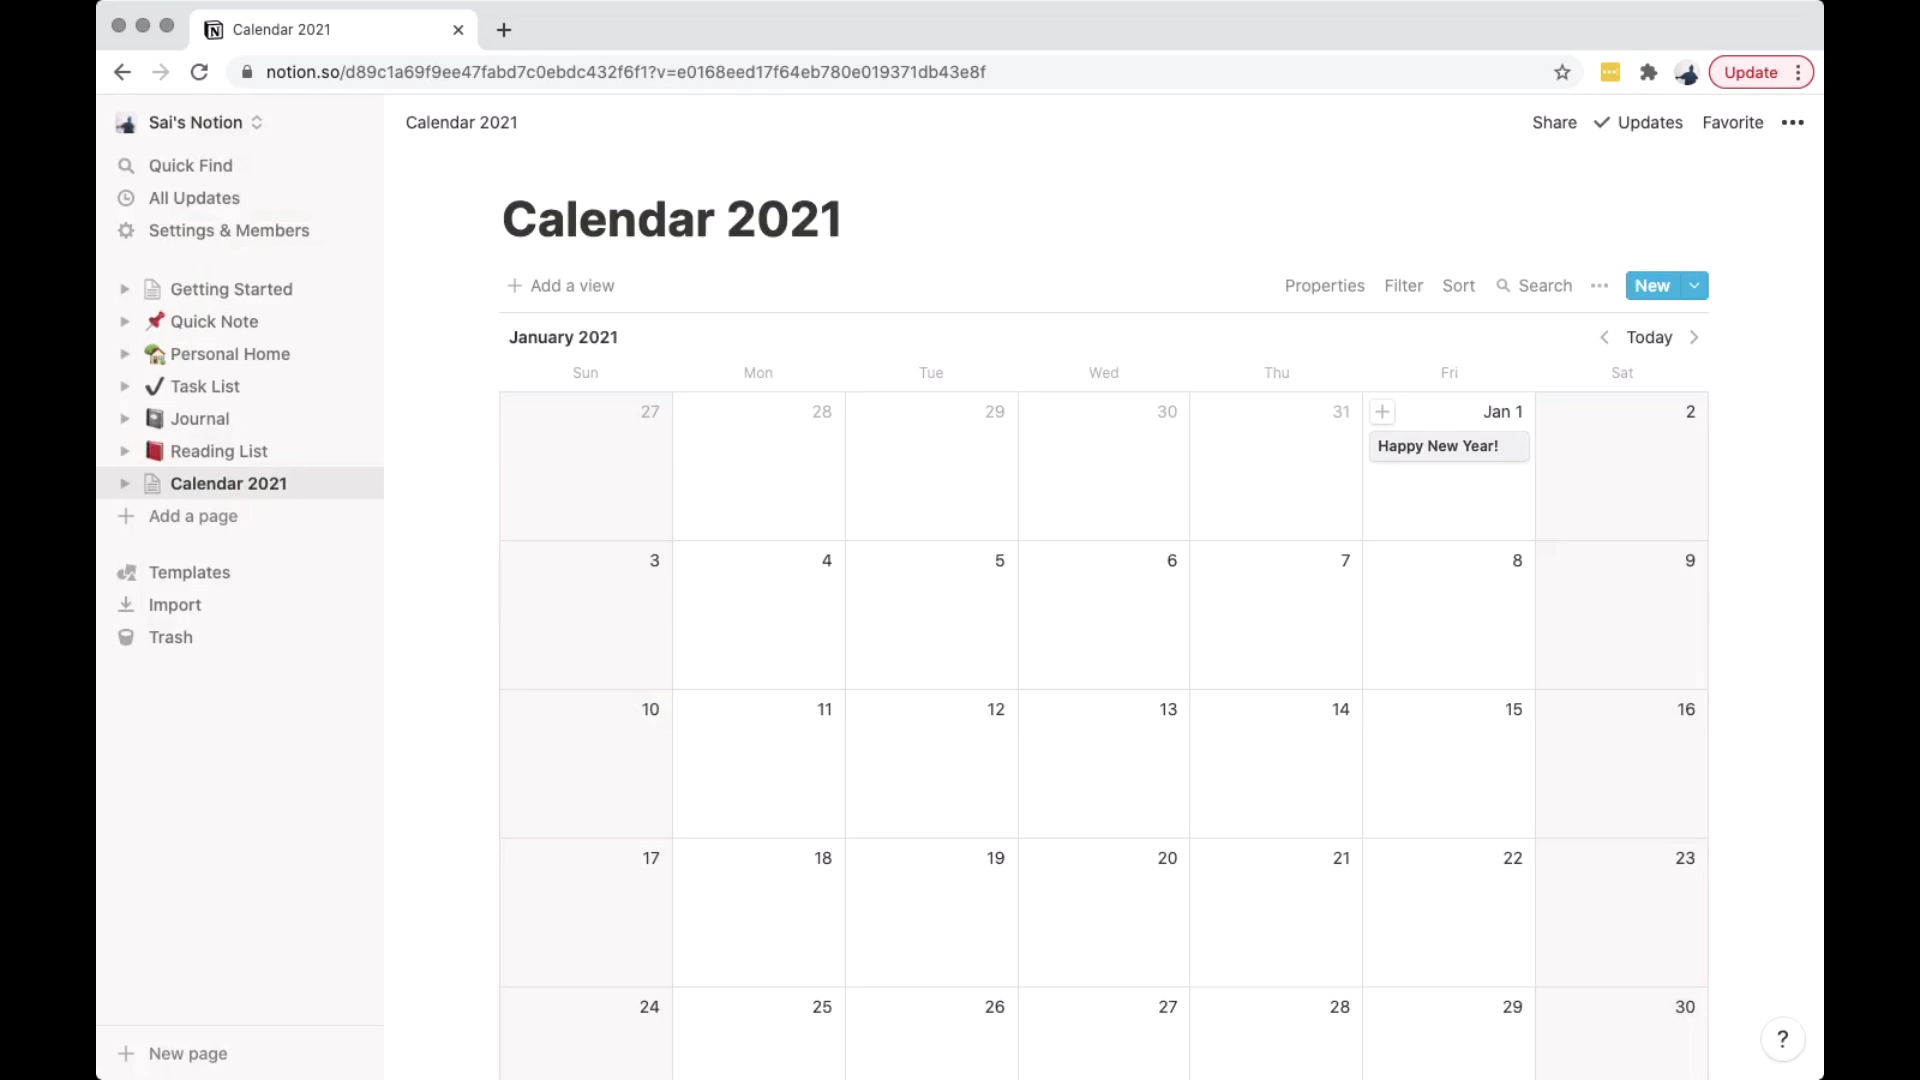 Calendar 2021
notion.so/d89c1a69f9ee47fabd7c0ebdc432f6f1?v=e0168eed17f64eb780e019371db43e8f
Update
Sai's Notion
Calendar 2021
Share
Updates
Favorite
Quick Find
All Updates
Settings & Members
Getting Started
Quick Note
Personal Home
Task List
Journal
Reading List
Calendar 2021
Add a page
Templates
Import
Trash
New page
Calendar 2021
Add a view
Properties Filter Sort Search New
January 2021
Today
Sun Mon Tue Wed Thu Fri Sat
27 28 29 30 31 Jan 1 2
Happy New Year!
3 4 5 6 7 8 9
10 11 12 13 14 15 16
17 18 19 20 21 22 23
24 25 26 27 28 29 30
?